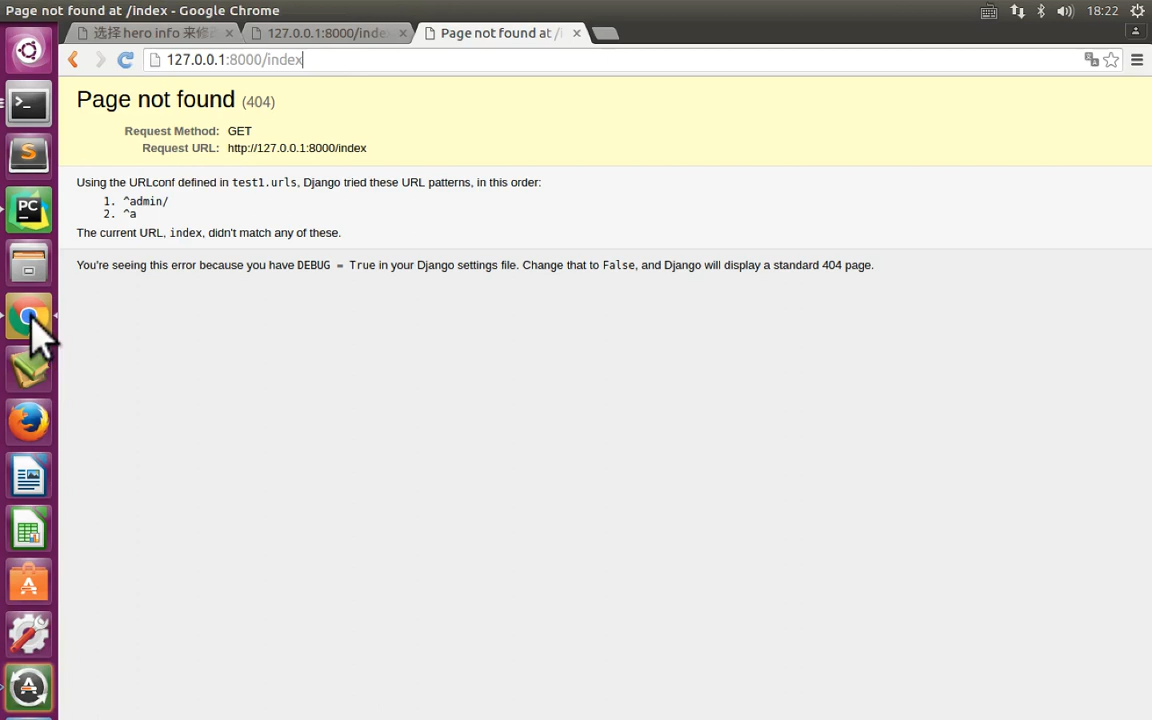 Page not found at /index - Google Chrome
18:22
选择 hero info 来修
127.0.0.1:8000/index
Page not found at /
127.0.0.1:8000/index
Page not found (404)
Request Method: GET
Request URL: http://127.0.0.1:8000/index
Using the URLconf defined in test1.urls, Django tried these URL patterns, in this order:
1. ^admin/
2. ^a
The current URL, index, didn't match any of these.
You're seeing this error because you have DEBUG = True in your Django settings file. Change that to False, and Django will display a standard 404 page.
S
PC